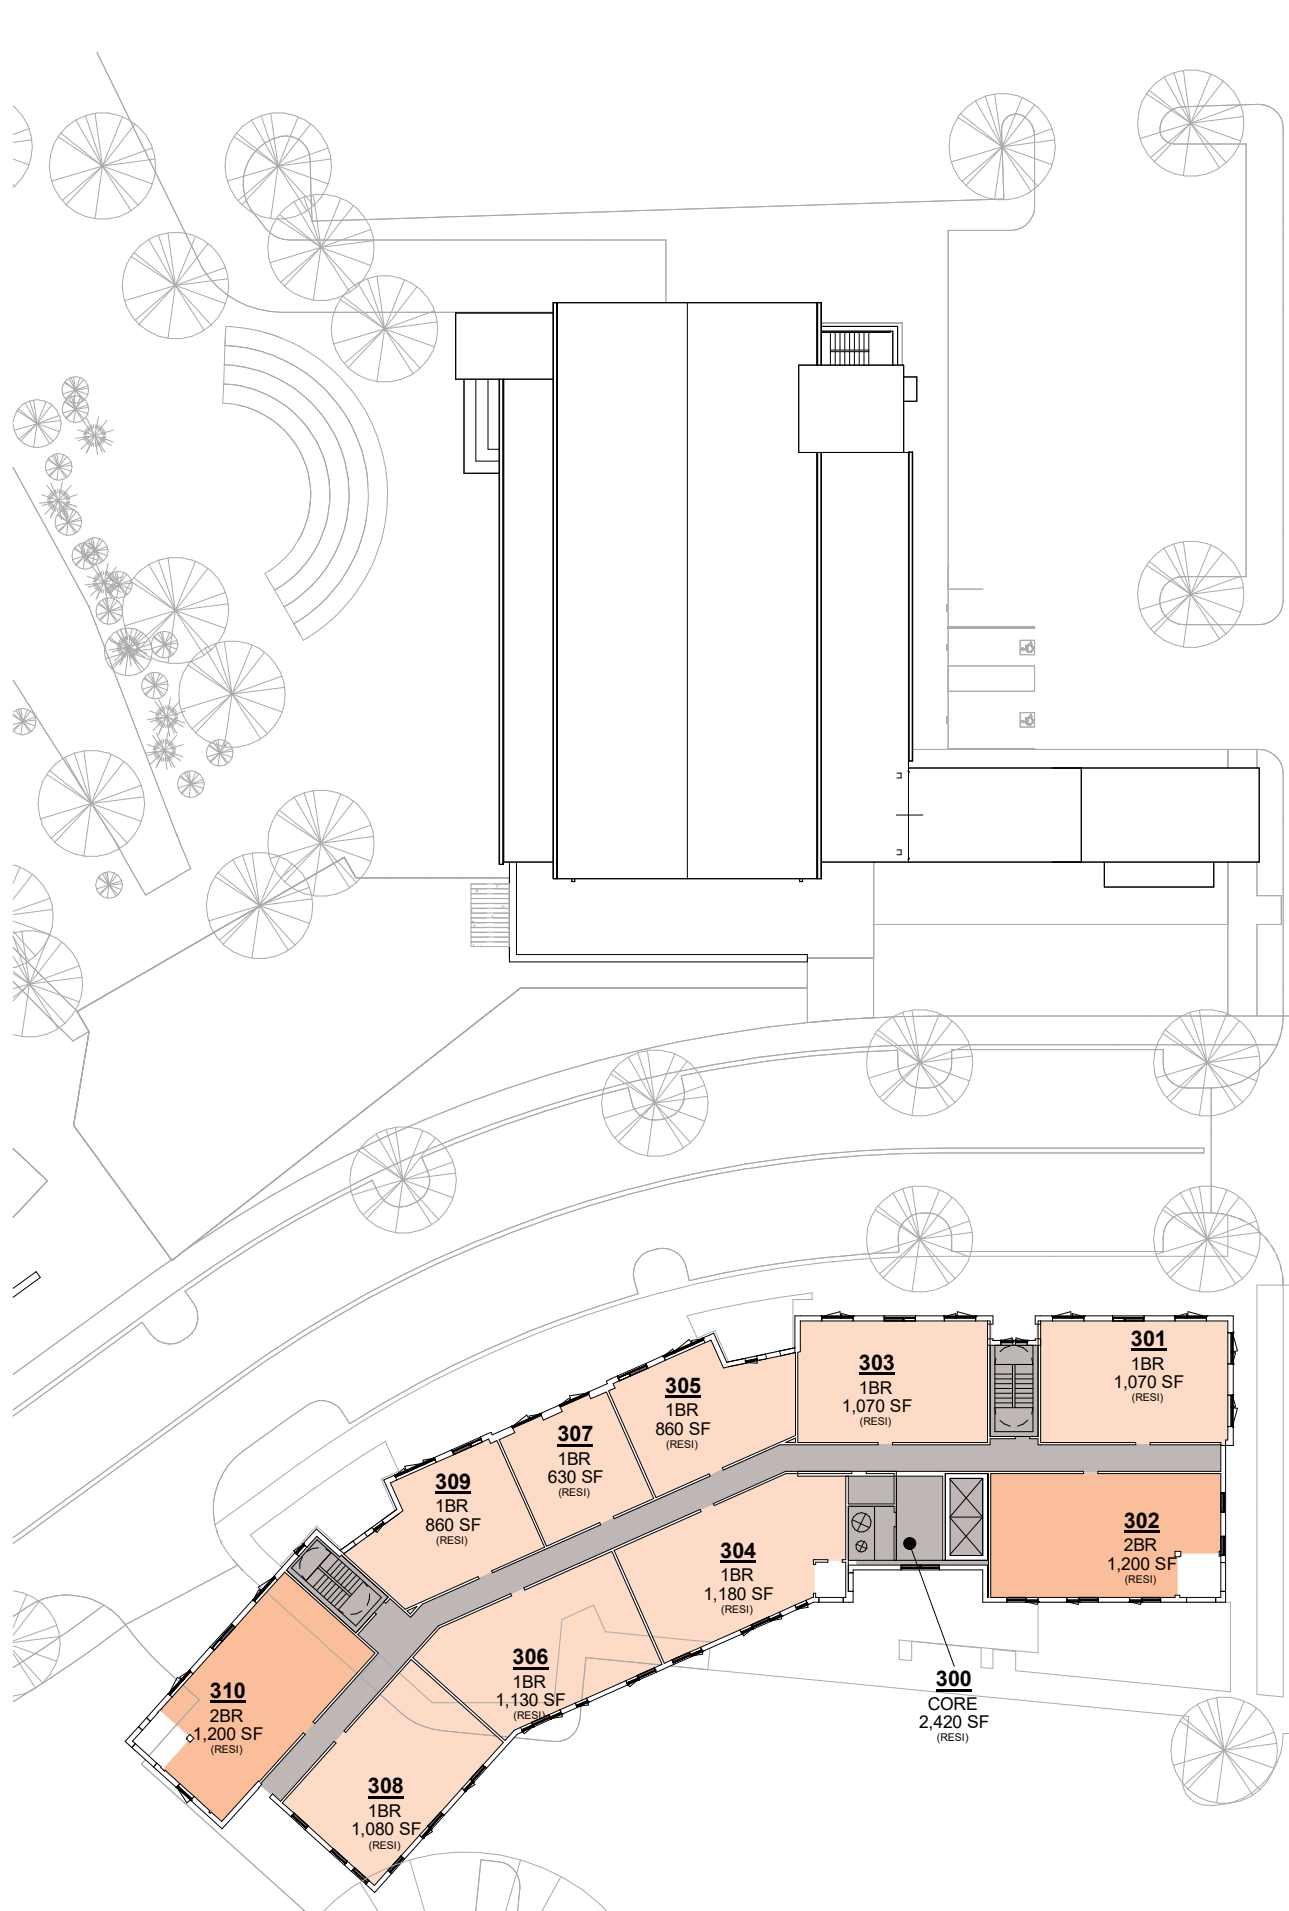 301
1BR
1,070 SF
(RESI)
303
1BR
1,070 SF
(RESI)
305
1BR
860 SF
(RESI)
307
1BR
630 SF
(RESI)
309
1BR
860 SF
(RESI)
302
2BR
1,200 SF
(RESI)
304
1BR
1,180 SF
(RESI)
306
1BR
1,130 SF
(RESI)
300
CORE
2,420 SF
(RESI)
310
2BR
1,200 SF
(RESI)
308
1BR
1,080 SF
(RESI)